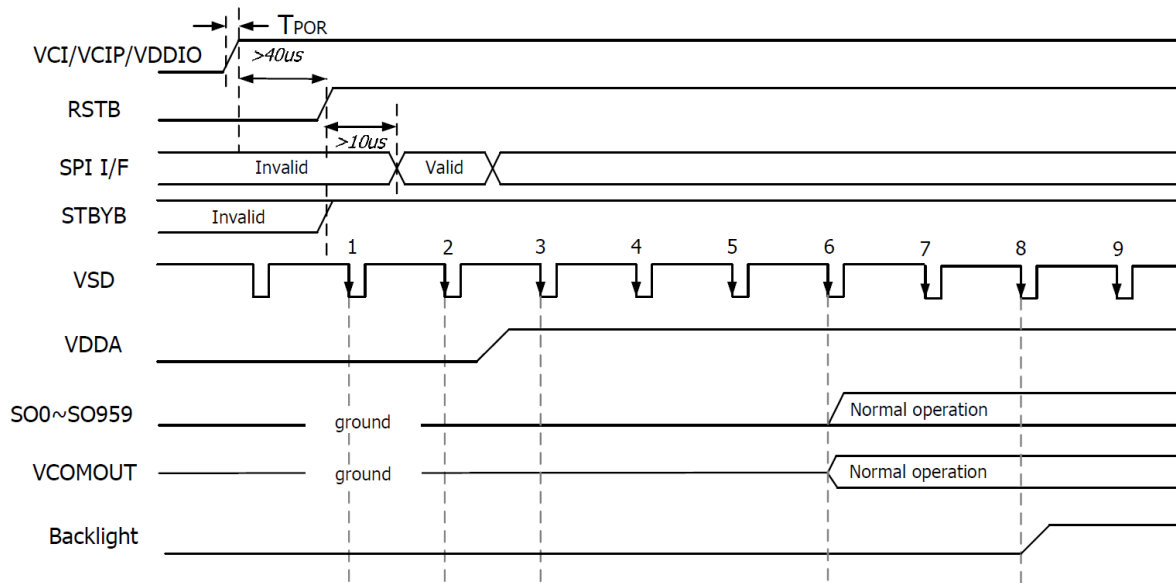 TPOR
VCI/VCIP/VDDIO
>40us
RSTB
>10us
SPI I/F
Invalid
Valid
STBYB
Invalid
1 2 3 4 5 6 7 8 9
VSD
VDDA
SO0~SO959
ground
Normal operation
VCOMOUT
ground
Normal operation
Backlight